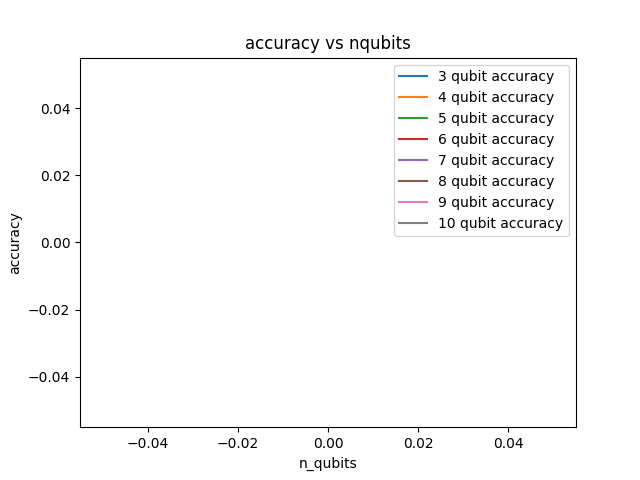 accuracy vs nqubits
3 qubit accuracy
4 qubit accuracy
5 qubit accuracy
6 qubit accuracy
7 qubit accuracy
8 qubit accuracy
9 qubit accuracy
10 qubit accuracy
accuracy
0.04
0.02
0.00
−0.02
−0.04
−0.04
−0.02
0.00
0.02
0.04
n_qubits